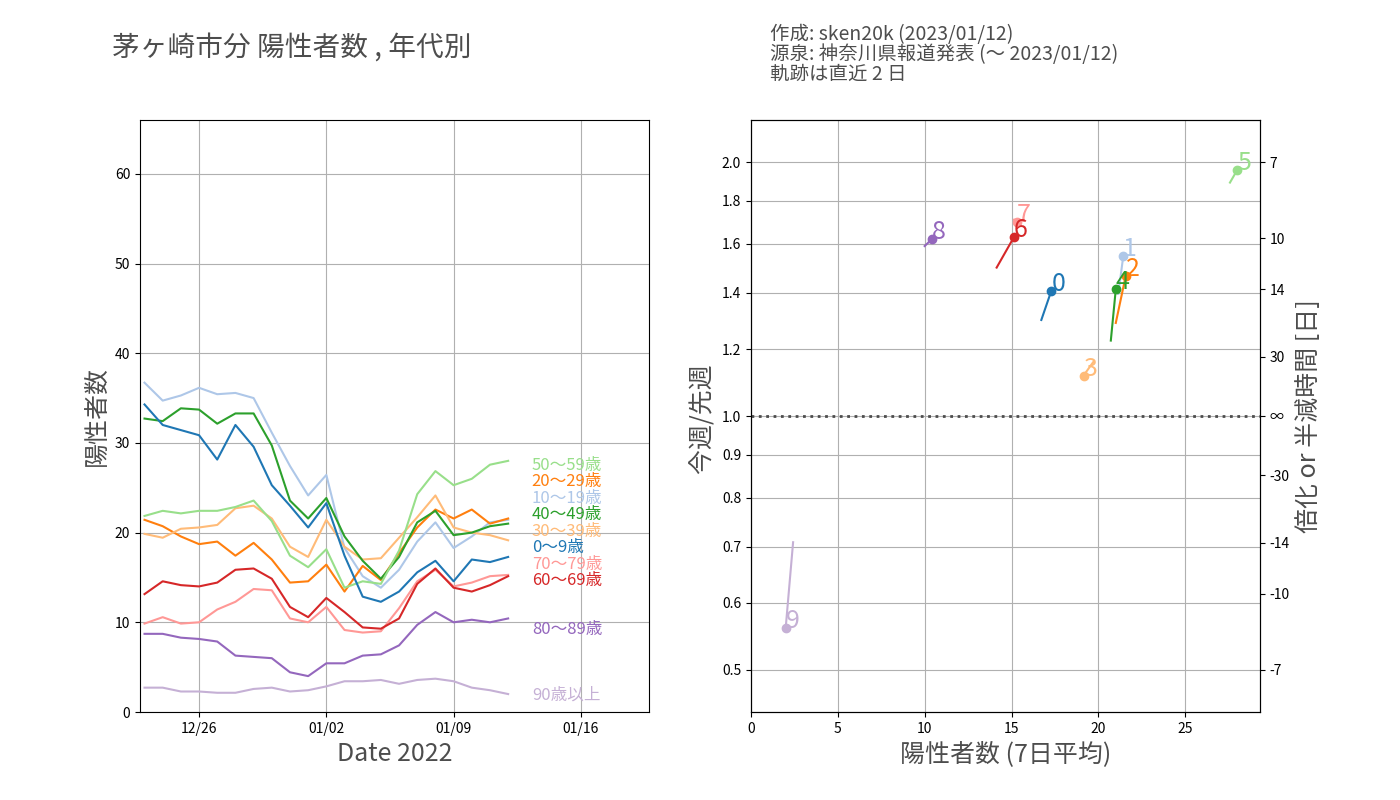 茅ヶ崎市分 陽性者数 , 年代別
作成: sken20k (2023/01/12)
源泉: 神奈川県報道発表 (〜 2023/01/12)
軌跡は直近 2 日
陽性者数
60
50
40
30
20
10
0
12/26
01/02
01/09
01/16
Date 2022
50〜59歳
20〜29歳
10〜19歳
40〜49歳
30〜39歳
0〜9歳
70〜79歳
60〜69歳
80〜89歳
90歳以上
今週/先週
2.0
1.8
1.6
1.4
1.2
1.0
0.9
0.8
0.7
0.6
0.5
5
7
6
8
1
2
0
4
3
9
0
5
10
15
20
25
陽性者数 (7日平均)
7
10
14
30
∞
-30
-14
-10
-7
倍化 or 半減時間 [日]